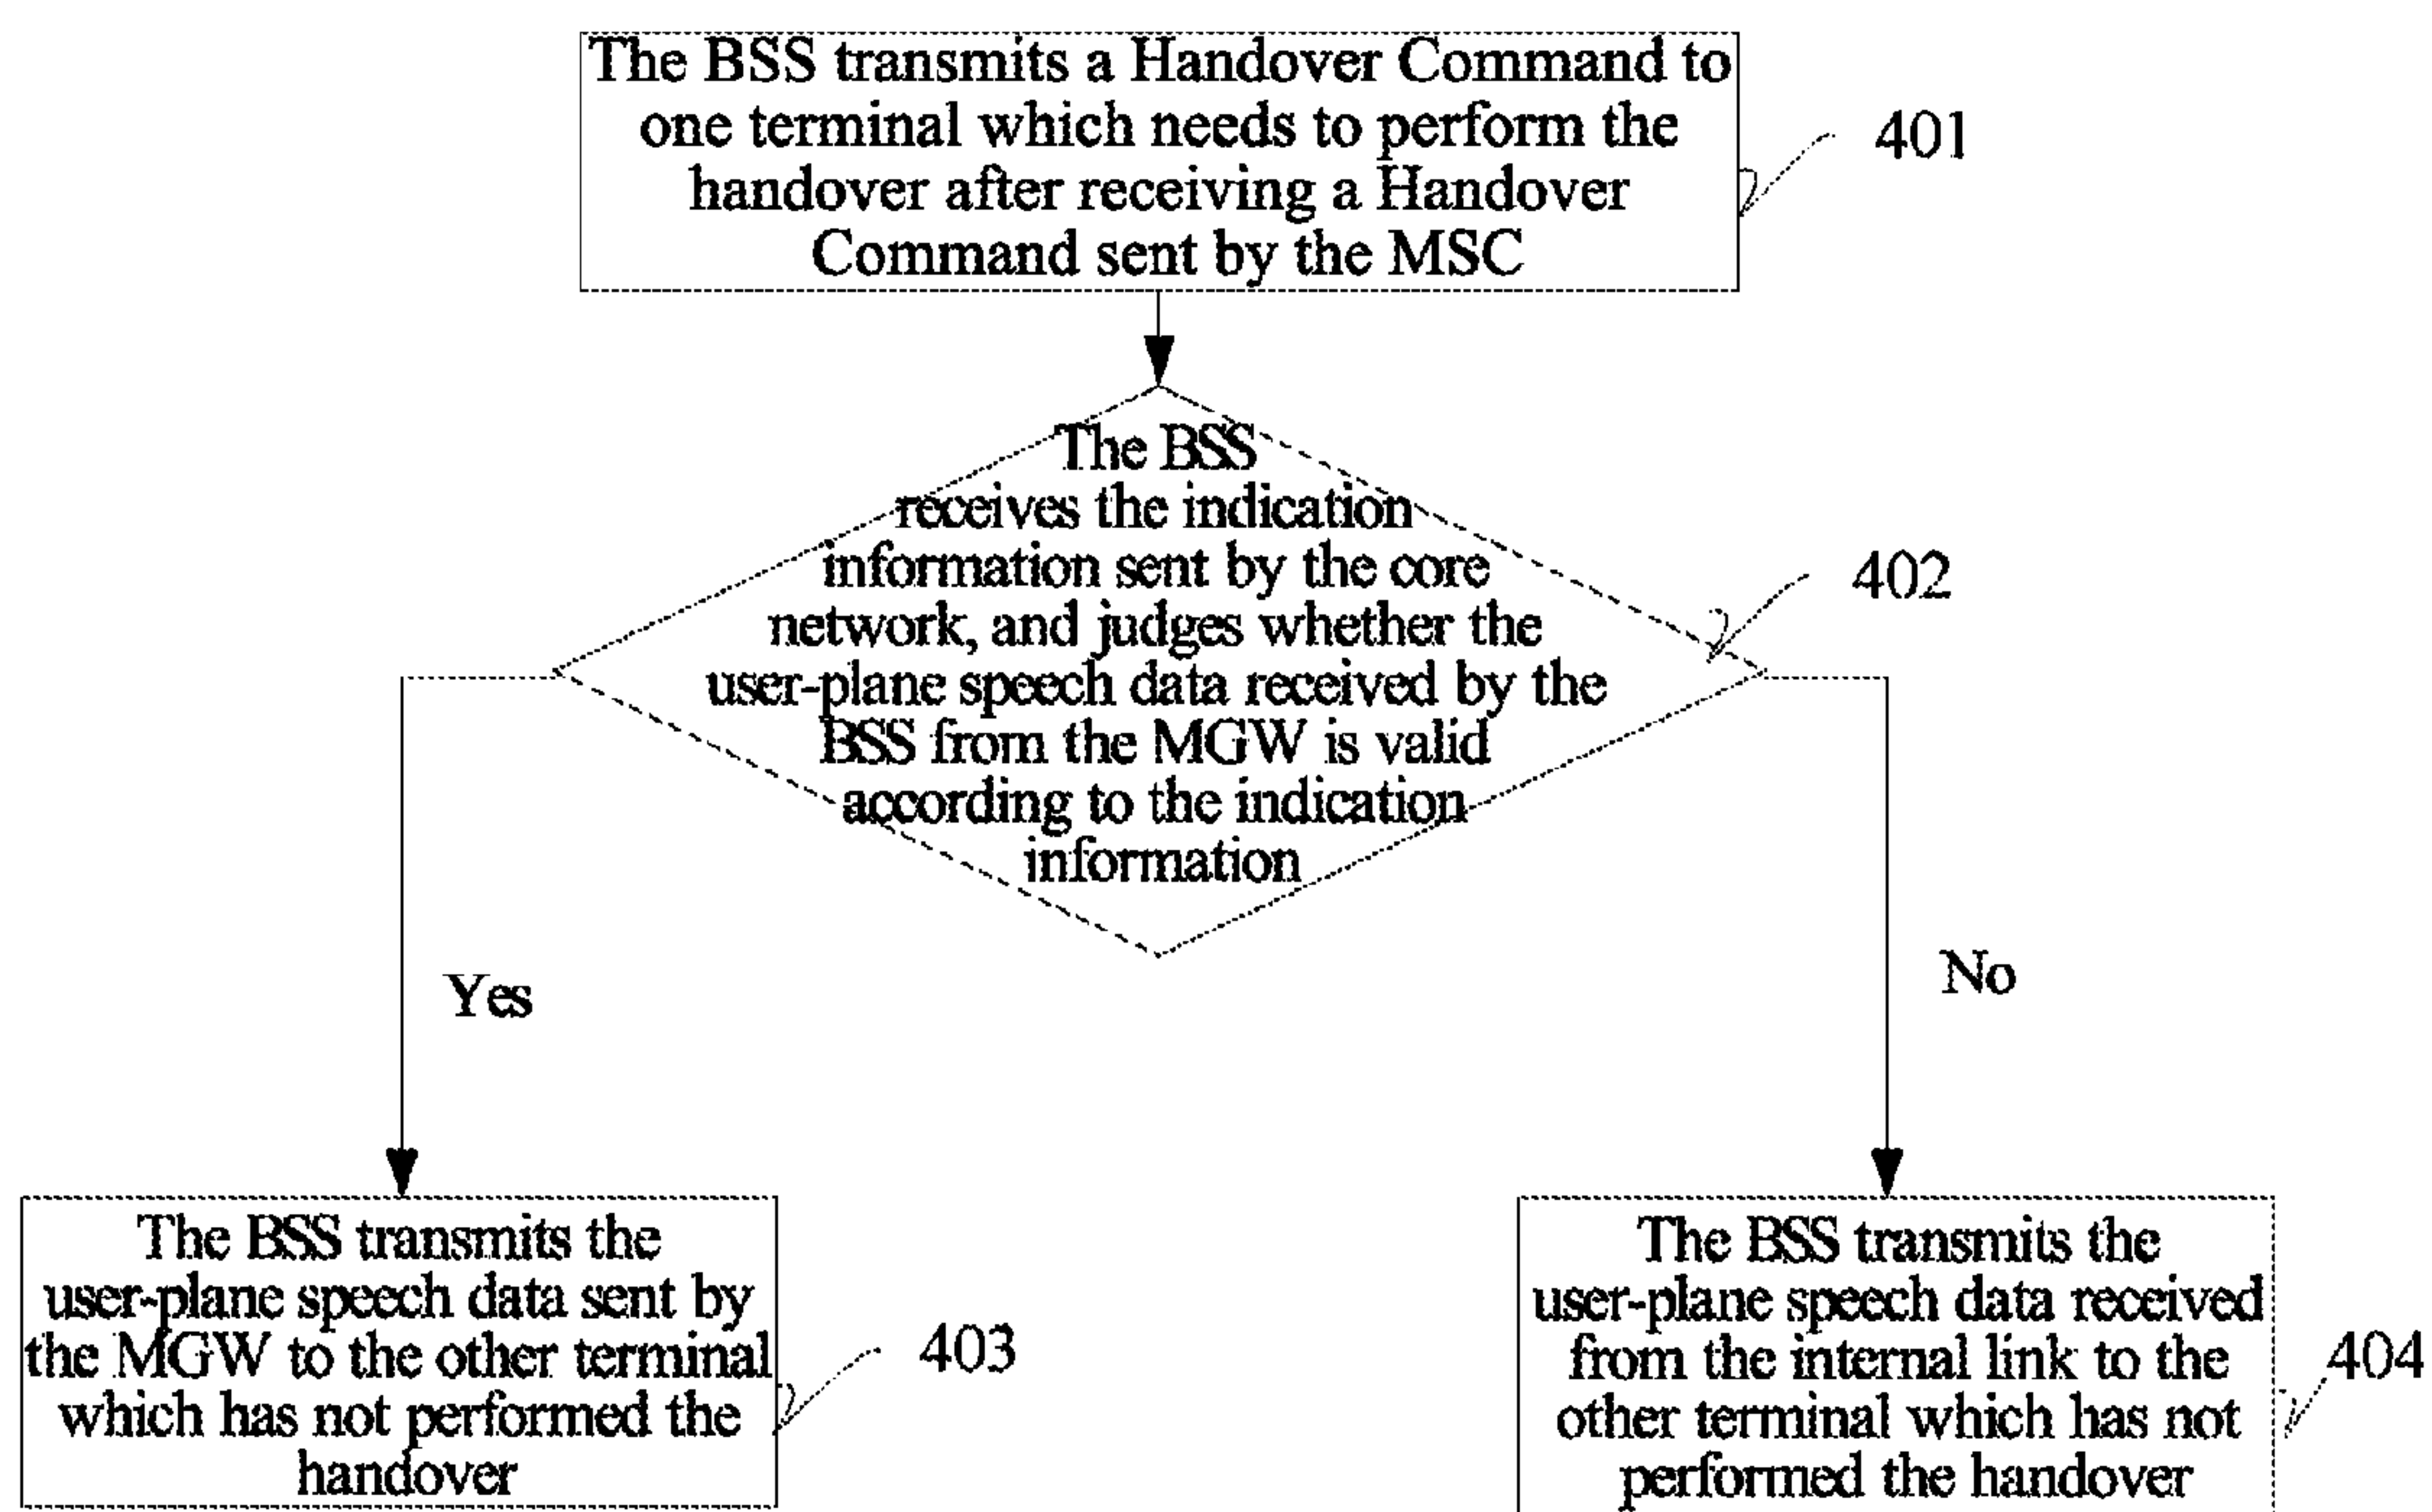 The BSS transmits a Handover Command to
one terminal which needs to perform the
handover after receiving a Handover
Command sent by the MSC
401
The BSS
receives the indication
information sent by the core
network, and judges whether the
user-plane speech data received by the
BSS from the MGW is valid
according to the indication
information
402
Yes
No
The BSS transmits the
user-plane speech data sent by
the MGW to the other terminal
which has not performed the
handover
403
The BSS transmits the
user-plane speech data received
from the internal link to the
other terminal which has not
performed the handover
404